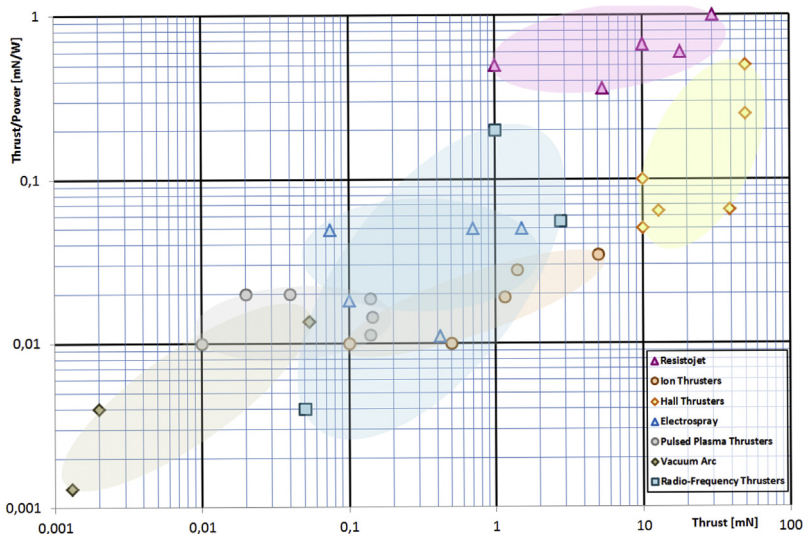 Thrust/Power [mN/W]
1
0,1
0,01
0,001
0.001
0,01
0,1
1
10
100
Thrust [mN]
Resistojet
Ion Thrusters
Hall Thrusters
Electrospray
Pulsed Plasma Thrusters
Vacuum Arc
Radio-Frequency Thrusters